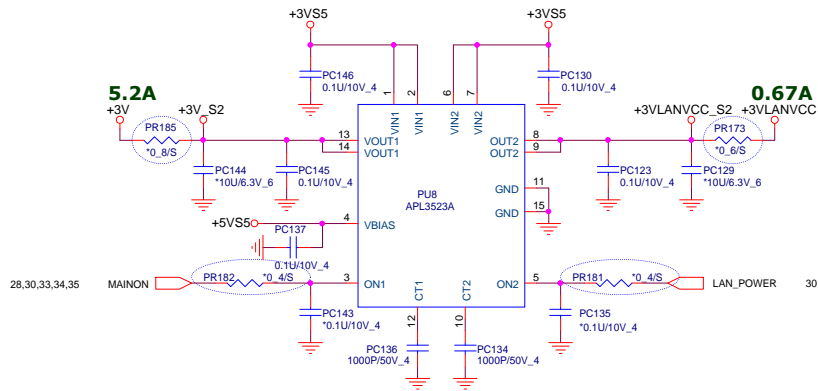 +3VS5
+3VS5
PC146
0.1U/10V_4
PC130
0.1U/10V_4
1
2
6
7
5.2A
+3V
+3V_S2
0.67A
+3VLANVCC_S2
+3VLANVCC
VIN1
VIN1
VIN2
VIN2
PR185
*0_8/S
PR173
*0_6/S
13
VOUT1
14
VOUT1
OUT2
8
OUT2
9
PC144
*10U/6.3V_6
PC145
0.1U/10V_4
PC123
0.1U/10V_4
PC129
*10U/6.3V_6
PU8
APL3523A
GND
11
GND
15
+5VS5
4
VBIAS
PC137
0.1U/10V_4
28,30,33,34,35
MAINON
PR182
*0_4/S
3
ON1
ON2
5
PR181
*0_4/S
LAN_POWER
30
CT1
CT2
PC143
*0.1U/10V_4
PC135
*0.1U/10V_4
12
10
PC136
1000P/50V_4
PC134
1000P/50V_4